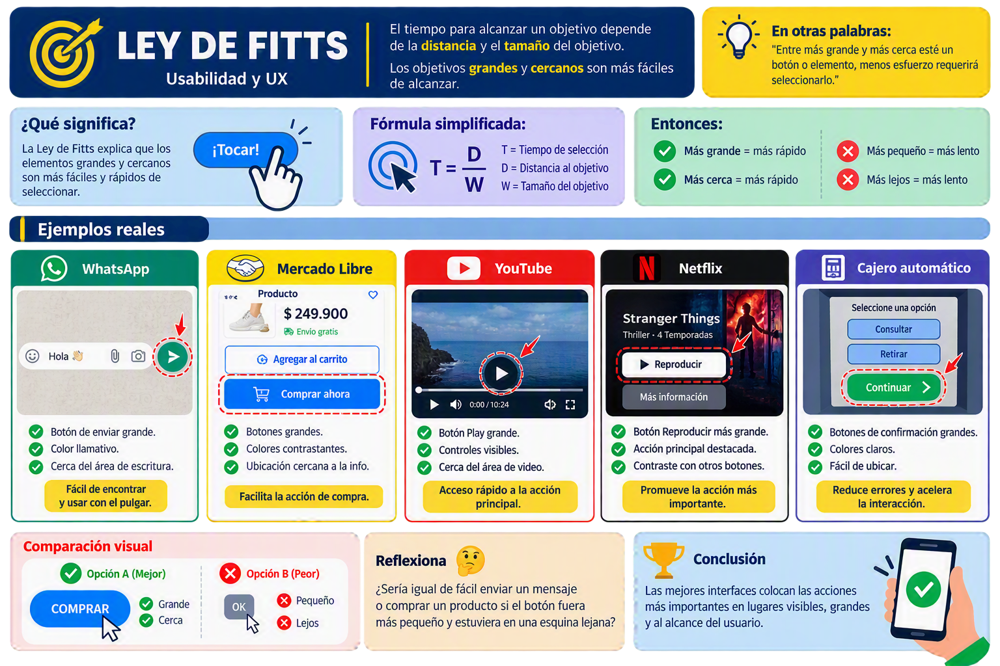 LEY DE FITTS
Usabilidad y UX
El tiempo para alcanzar un objetivo depende
de la distancia y el tamaño del objetivo.
Los objetivos grandes y cercanos son más fáciles
de alcanzar.
En otras palabras:
"Entre más grande y más cerca esté un
botón o elemento, menos esfuerzo requerirá
seleccionarlo."
¿Qué significa?
La Ley de Fitts explica que los
elementos grandes y cercanos
son más fáciles y rápidos de
seleccionar.
¡Tocar!
Fórmula simplificada:
T = D
W
T = Tiempo de selección
D = Distancia al objetivo
W = Tamaño del objetivo
Entonces:
Más grande = más rápido
Más cerca = más rápido
Más pequeño = más lento
Más lejos = más lento
Ejemplos reales
WhatsApp
Hola 👋
Botón de enviar grande.
Color llamativo.
Cerca del área de escritura.
Fácil de encontrar
y usar con el pulgar.
Mercado Libre
Producto
$ 249.900
Envío gratis
Agregar al carrito
Comprar ahora
Botones grandes.
Colores contrastantes.
Ubicación cercana a la info.
Facilita la acción de compra.
YouTube
0:00 / 10:24
Botón Play grande.
Controles visibles.
Cerca del área de video.
Acceso rápido a la acción
principal.
N
Netflix
Stranger Things
Thriller · 4 Temporadas
Reproducir
Más información
Botón Reproducir más grande.
Acción principal destacada.
Contraste con otros botones.
Promueve la acción más
importante.
Cajero automático
Seleccione una opción
Consultar
Retirar
Continuar
Botones de confirmación grandes.
Colores claros.
Fácil de ubicar.
Reduce errores y acelera
la interacción.
Comparación visual
Opción A (Mejor)
COMPRAR
Grande
Cerca
Opción B (Peor)
OK
Pequeño
Lejos
Reflexiona
¿Sería igual de fácil enviar un mensaje
o comprar un producto si el botón fuera
más pequeño y estuviera en una esquina lejana?
Conclusión
Las mejores interfaces colocan las acciones
más importantes en lugares visibles, grandes
y al alcance del usuario.